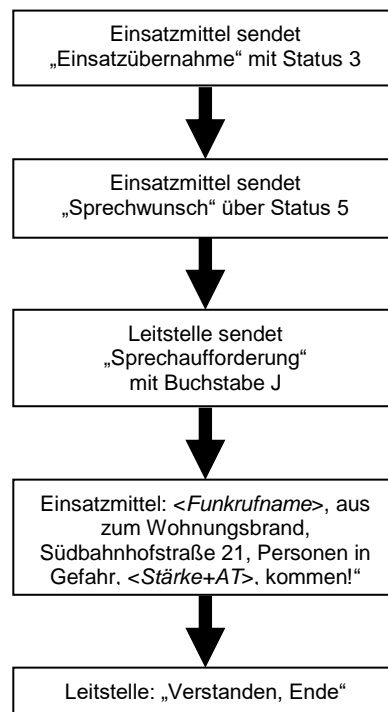 Einsatzmittel sendet
„Einsatzübernahme“ mit Status 3
Einsatzmittel sendet
„Sprechwunsch“ über Status 5
Leitstelle sendet
„Sprechaufforderung“
mit Buchstabe J
Einsatzmittel: <Funkrufname>, aus
zum Wohnungsbrand,
Südbahnhofstraße 21, Personen in
Gefahr, <Stärke+AT>, kommen!“
Leitstelle: „Verstanden, Ende“